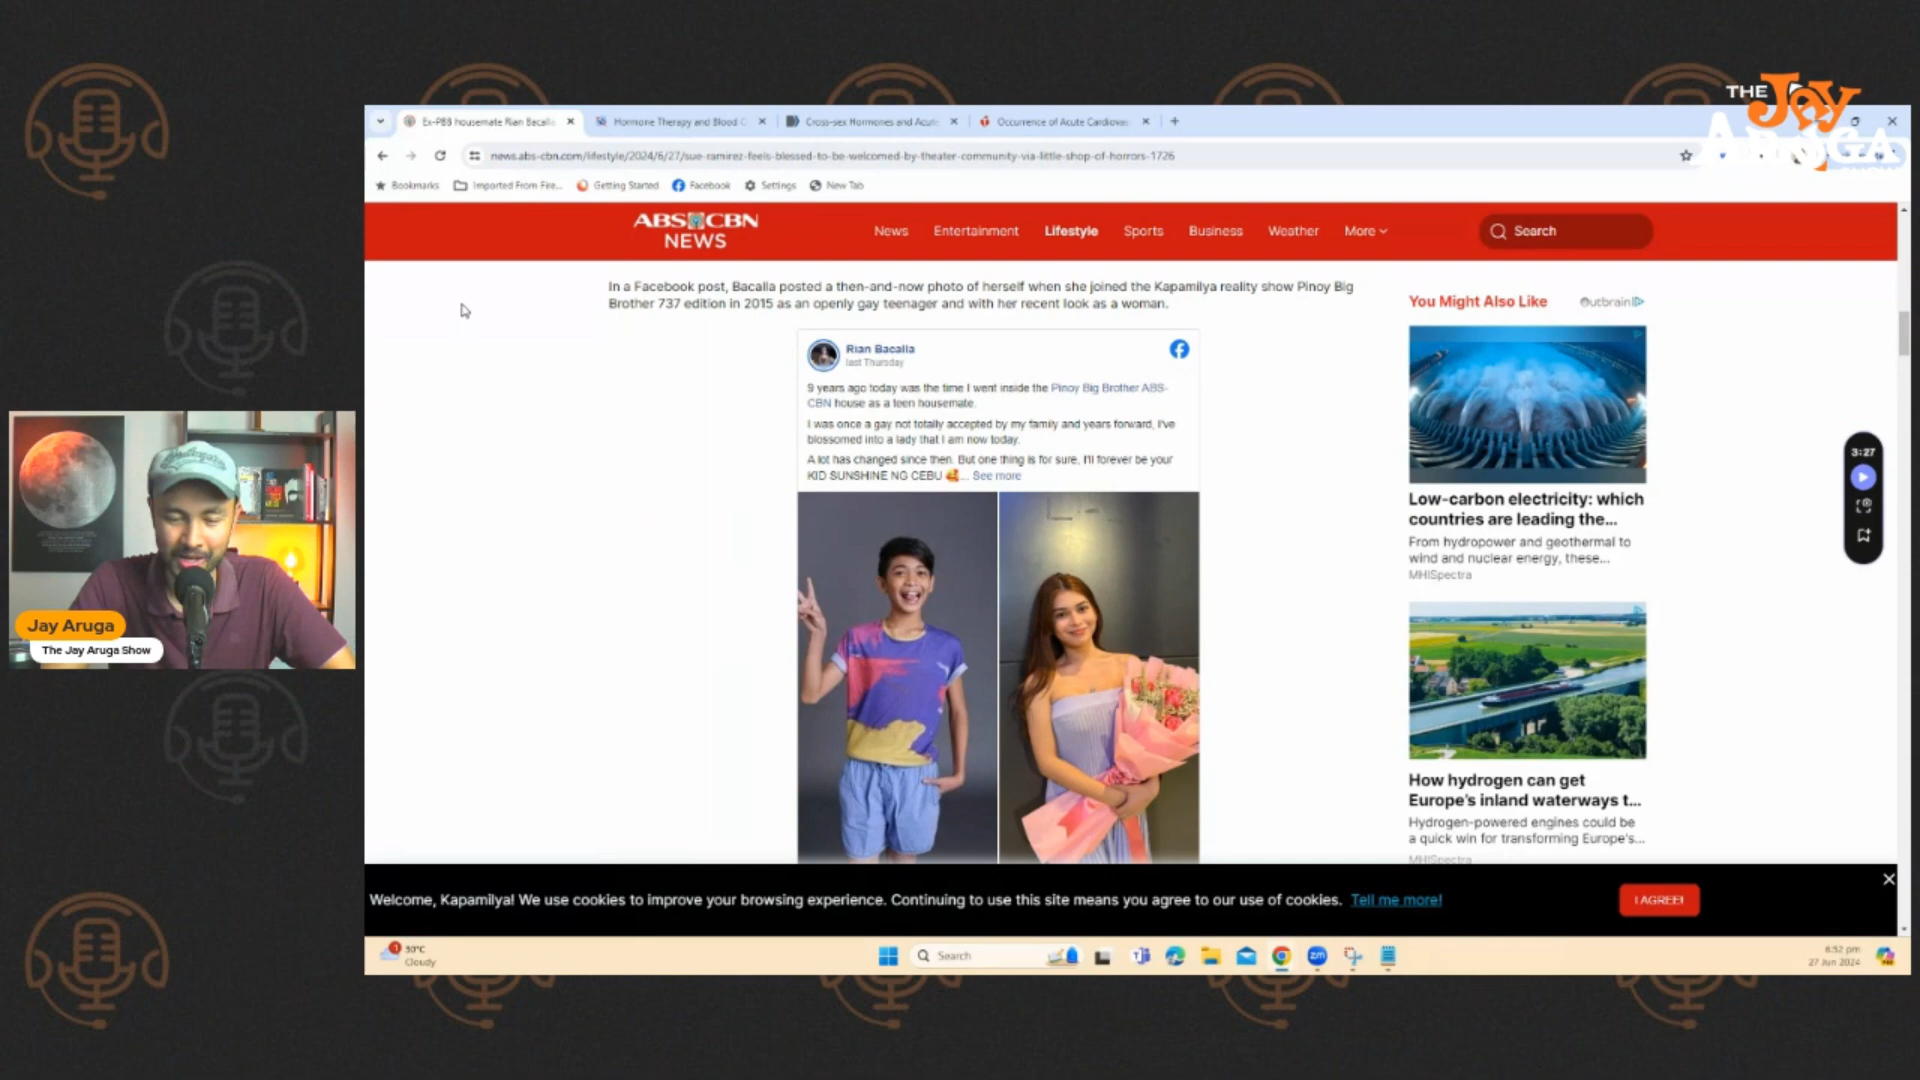 THE Jay
ARUGA
Ex-PBB housemate Rian Bacalla
Hormone Therapy and Blood C
Cross-sex Hormones and Acute
Occurrence of Acute Cardiovas
news.abs-cbn.com/lifestyle/2024/6/27/sue-ramirez-feels-blessed-to-be-welcomed-by-theater-community-via-little-shop-of-horrors-1726
Bookmarks Imported From Fire... Getting Started Facebook Settings New Tab
ABS CBN
NEWS
News Entertainment Lifestyle Sports Business Weather More
Search
In a Facebook post, Bacalla posted a then-and-now photo of herself when she joined the Kapamilya reality show Pinoy Big
Brother 737 edition in 2015 as an openly gay teenager and with her recent look as a woman.
Rian Bacalla
last Thursday
9 years ago today was the time I went inside the Pinoy Big Brother ABS-
CBN house as a teen housemate.
I was once a gay not totally accepted by my family and years forward, I've
blossomed into a lady that I am now today.
A lot has changed since then. But one thing is for sure, I'll forever be your
KID SUNSHINE NG CEBU 🥰... See more
You Might Also Like
Outbrain
Low-carbon electricity: which
countries are leading the...
From hydropower and geothermal to
wind and nuclear energy, these...
MHISpectra
How hydrogen can get
Europe's inland waterways t...
Hydrogen-powered engines could be
a quick win for transforming Europe's...
MHISpectra
3:27
Jay Aruga
The Jay Aruga Show
Welcome, Kapamilya! We use cookies to improve your browsing experience. Continuing to use this site means you agree to our use of cookies. Tell me more!
I AGREE!
1
30°C
Cloudy
Search
zm
6:52 pm
27 Jun 2024